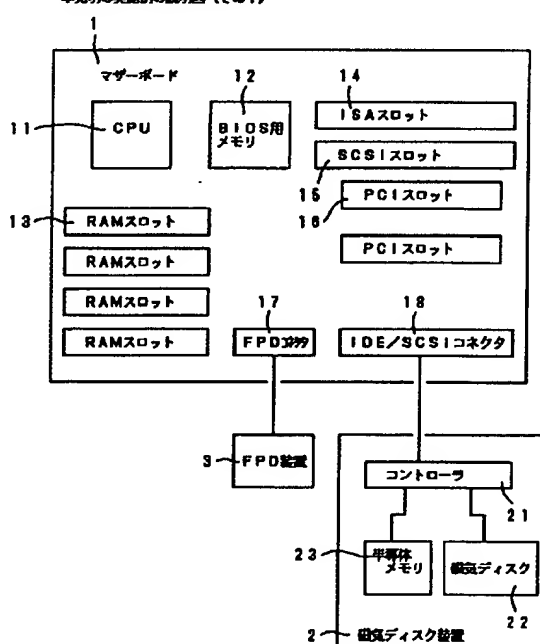 1
マザーボード
11
CPU
12
BIOS用
メモリ
14
ISAスロット
SCSIスロット
15
PCIスロット
16
PCIスロット
13
RAMスロット
RAMスロット
RAMスロット
RAMスロット
17
FPDコネクタ
18
IDE/SCSIコネクタ
3
FPD装置
コントローラ
21
23
半導体
メモリ
磁気ディスク
22
2
磁気ディスク装置